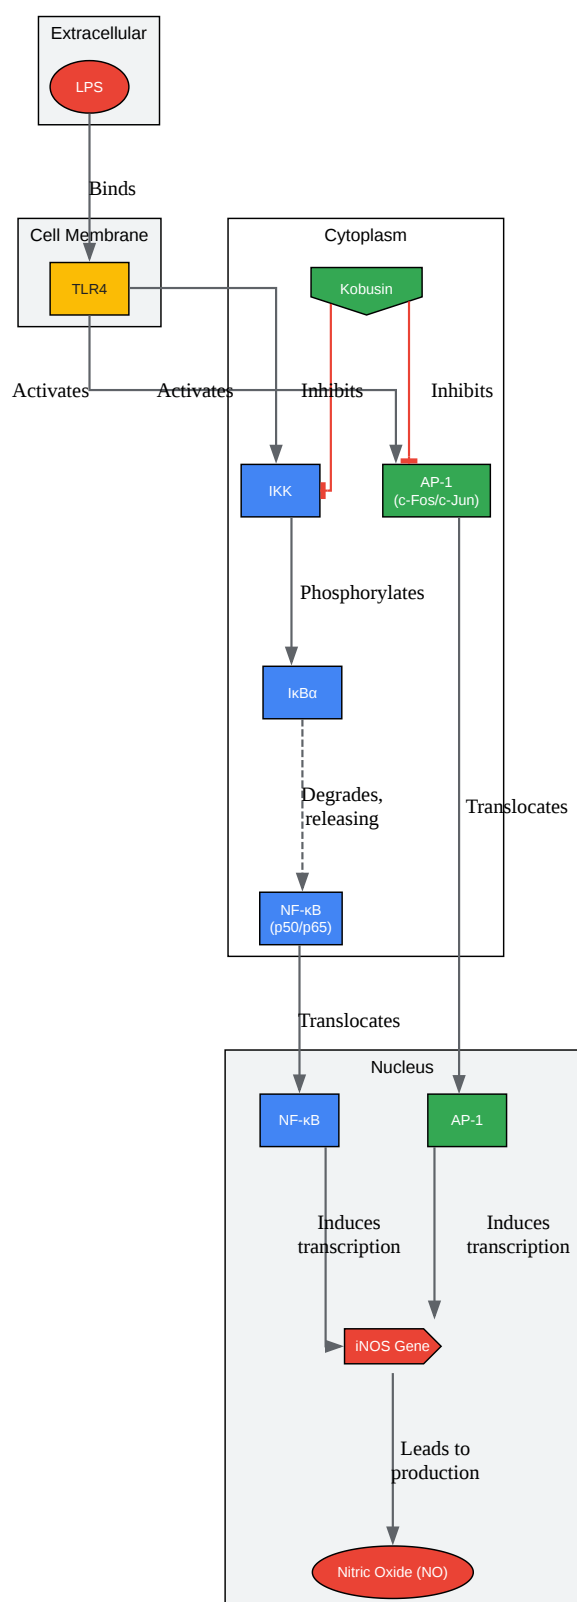 Extracellular
LPS
Binds
Cell Membrane
TLR4
Cytoplasm
Kobusin
Activates
Activates
Inhibits
Inhibits
IKK
AP-1
(c-Fos/c-Jun)
Phosphorylates
IκBα
Degrades,
releasing
Translocates
NF-κB
(p50/p65)
Translocates
Nucleus
NF-κB
AP-1
Induces
transcription
Induces
transcription
iNOS Gene
Leads to
production
Nitric Oxide (NO)